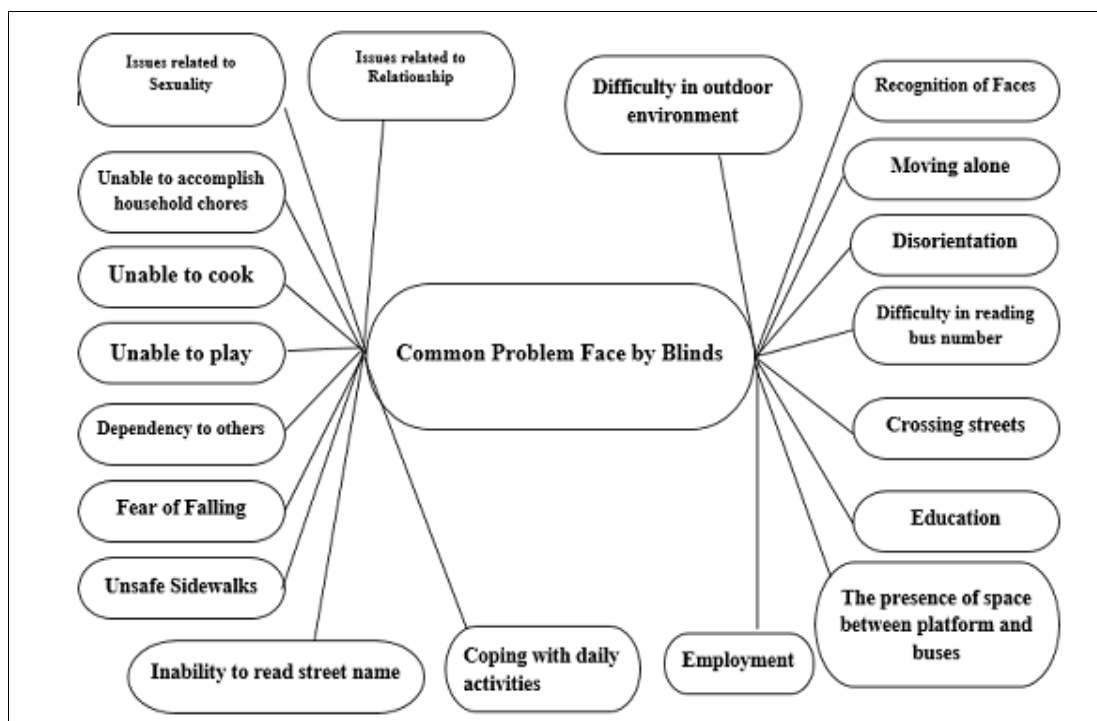 Issues related to
Sexuality
Issues related to
Relationship
Difficulty in outdoor
environment
Recognition of Faces
Unable to accomplish
household chores
Moving alone
Unable to cook
Disorientation
Unable to play
Common Problem Face by Blinds
Difficulty in reading
bus number
Dependency to others
Crossing streets
Fear of Falling
Education
Unsafe Sidewalks
The presence of space
between platform and
buses
Inability to read street name
Coping with daily
activities
Employment